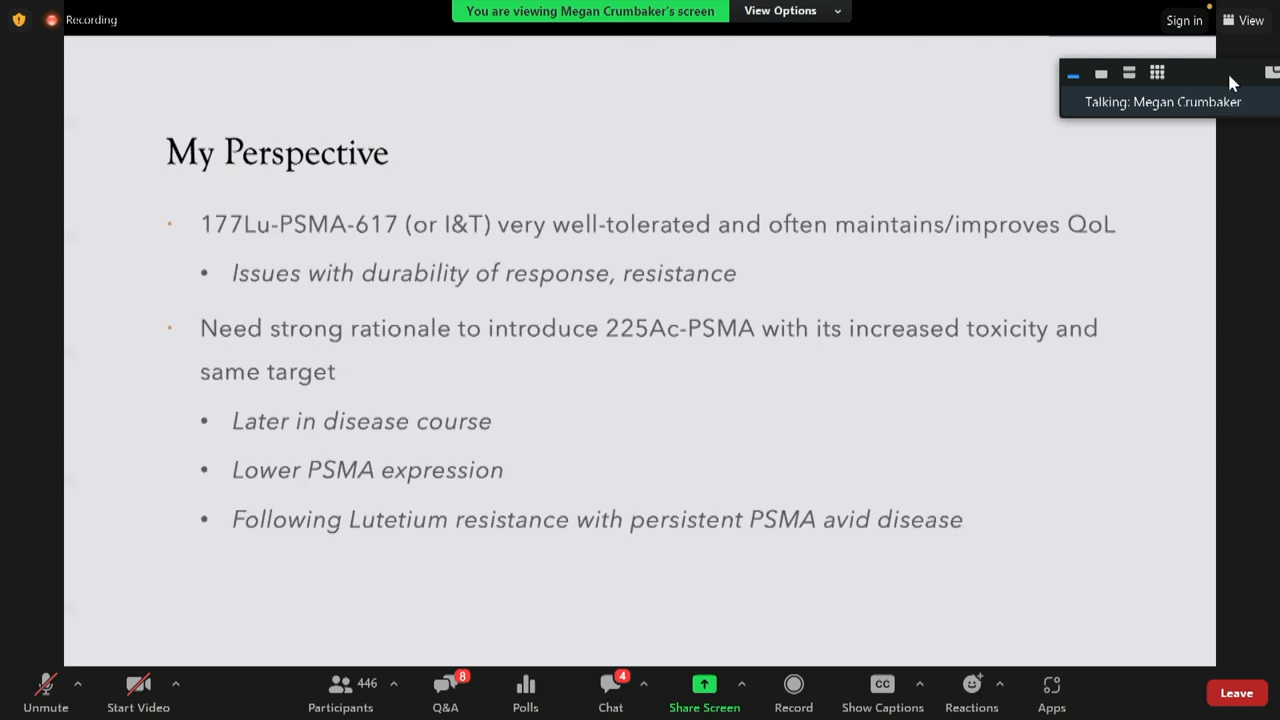 You are viewing Megan Crumbaker's screen View Options
Recording
Sign in View
Talking: Megan Crumbaker
My Perspective
177Lu-PSMA-617 (or I&T) very well-tolerated and often maintains/improves QoL
• Issues with durability of response, resistance
Need strong rationale to introduce 225Ac-PSMA with its increased toxicity and
same target
• Later in disease course
• Lower PSMA expression
• Following Lutetium resistance with persistent PSMA avid disease
446 8 4 CC
Unmute Start Video Participants Q&A Polls Chat Share Screen Record Show Captions Reactions Apps Leave